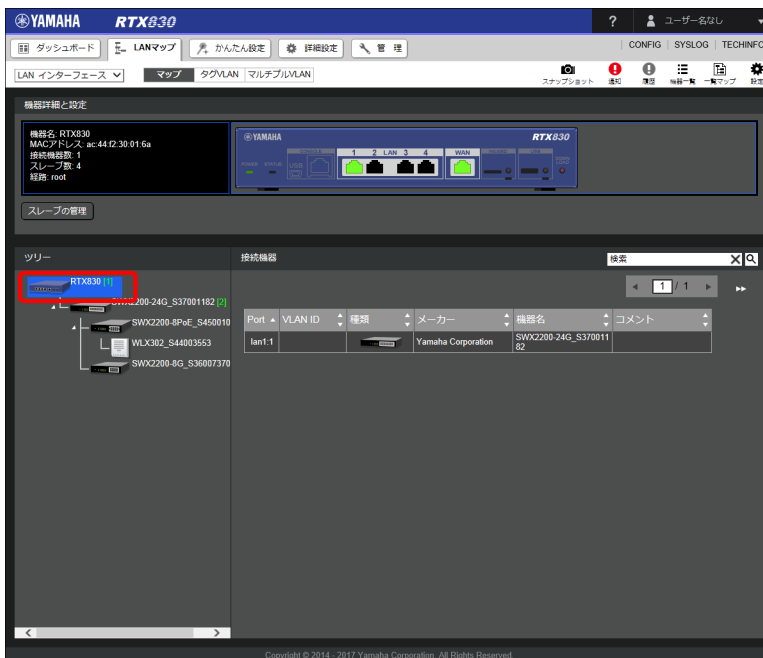 YAMAHA RTX830 ? ユーザー名なし
ダッシュボード LANマップ かんたん設定 詳細設定 管 理 CONFIG SYSLOG TECHINFO
LAN インターフェース マップ タグVLAN マルチプルVLAN スナップショット 通知 履歴 機器一覧 一覧マップ 設定
機器詳細と設定
機器名: RTX830
MACアドレス: ac:44:f2:30:01:6a
接続機器数: 1
スレーブ数: 4
経路: root
YAMAHA RTX830
1 2 LAN 3 4 WAN
USB
スレーブの管理
ツリー
RTX830 [1]
SWX2200-24G_S37001182 [2]
SWX2200-8PoE_S450010
WLX302_S44003553
SWX2200-8G_S36007370
接続機器 検索
1 / 1
Port VLAN ID 種類 メーカー 機器名 コメント
lan1:1 Yamaha Corporation SWX2200-24G_S37001182
Copyright © 2014 - 2017 Yamaha Corporation. All Rights Reserved.